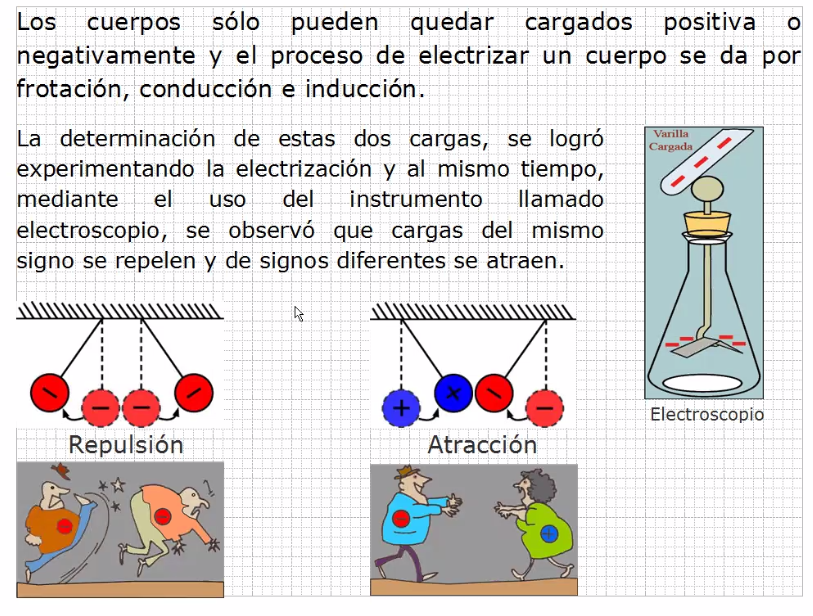 Los cuerpos sólo pueden quedar cargados positiva o
negativamente y el proceso de electrizar un cuerpo se da por
frotación, conducción e inducción.
La determinación de estas dos cargas, se logró
experimentando la electrización y al mismo tiempo,
mediante el uso del instrumento llamado
electroscopio, se observó que cargas del mismo
signo se repelen y de signos diferentes se atraen.
Varilla
Cargada
Electroscopio
Repulsión
Atracción